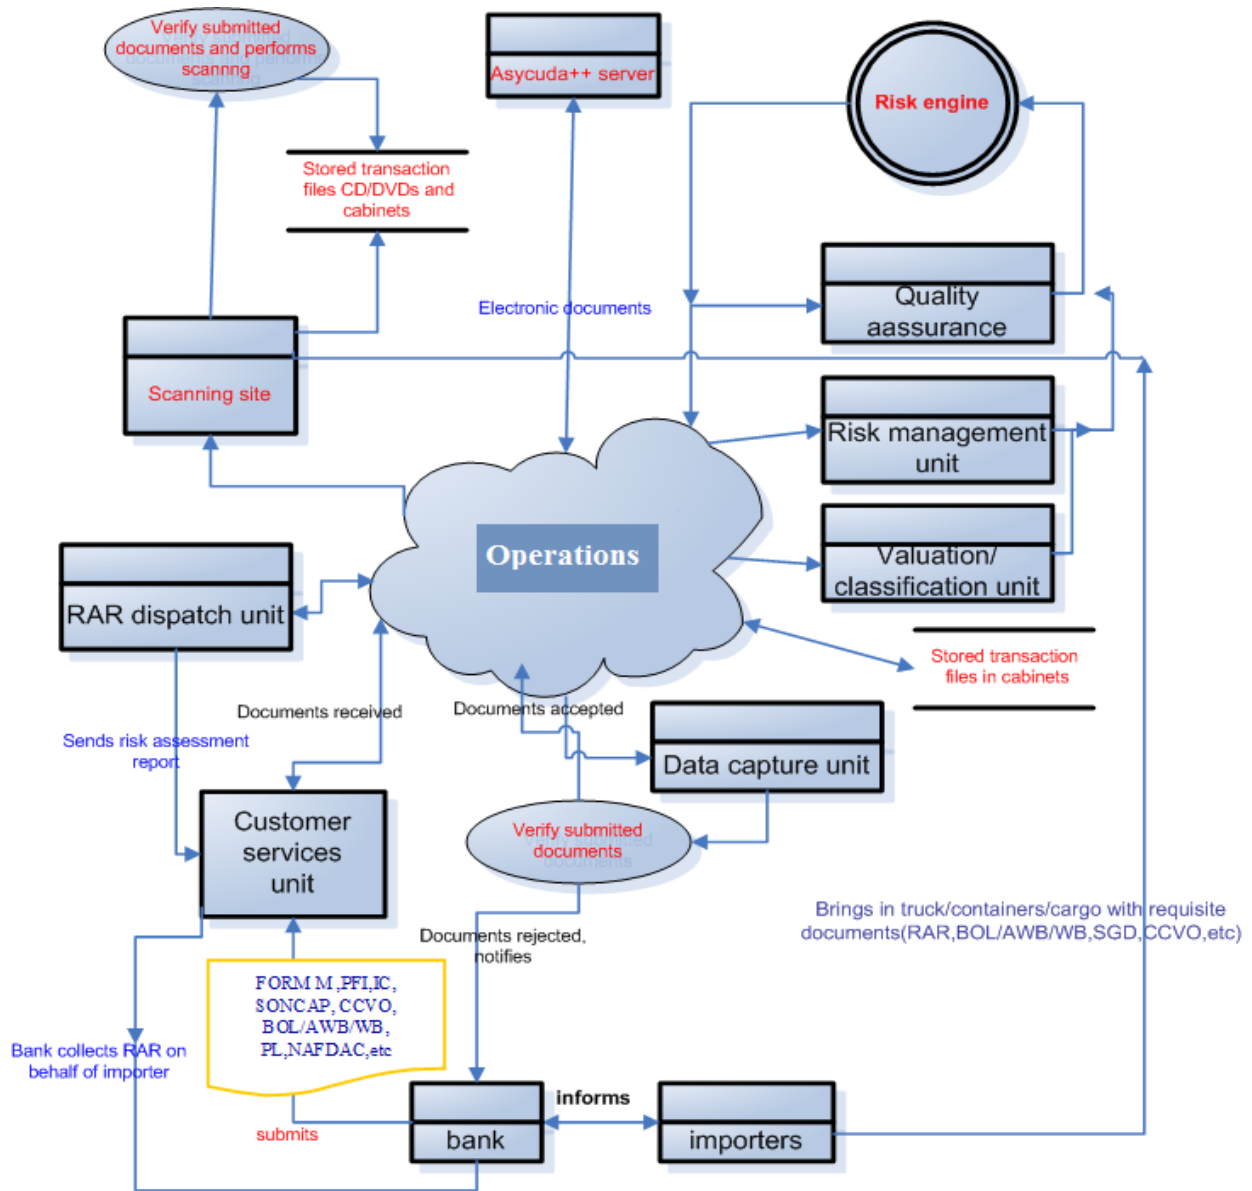 Verify submitted
documents and performs
scanning
Asycuda++ server
Risk engine
Stored transaction
files CD/DVDs and
cabinets
Electronic documents
Quality
aassurance
Scanning site
Risk management
unit
Operations
Valuation/
classification unit
RAR dispatch unit
Stored transaction
files in cabinets
Documents received
Documents accepted
Sends risk assessment
report
Data capture unit
Customer
services
unit
Verify submitted
documents
Brings in truck/containers/cargo with requisite
documents(RAR,BOL/AWB/WB,SGD,CCVO,etc)
Documents rejected,
notifies
FORM M ,PFI,IC,
SONCAP, CCVO,
BOL/AWB/WB,
PL,NAFDAC,etc
Bank collects RAR on
behalf of importer
informs
submits
bank
importers